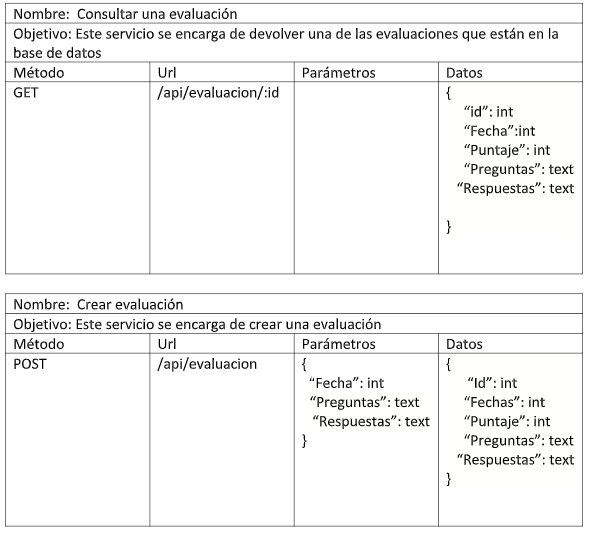 Nombre: Consultar una evaluación
Objetivo: Este servicio se encarga de devolver una de las evaluaciones que están en la
base de datos
Método Url Parámetros Datos
GET /api/evaluacion/:id {
“id”: int
“Fecha”:int
“Puntaje”: int
“Preguntas”: text
“Respuestas”: text
}
Nombre: Crear evaluación
Objetivo: Este servicio se encarga de crear una evaluación
Método Url Parámetros Datos
POST /api/evaluacion { {
“Fecha”: int “Id”: int
“Preguntas”: text “Fechas”: int
“Respuestas”: text “Puntaje”: int
} “Preguntas”: text
“Respuestas”: text
}